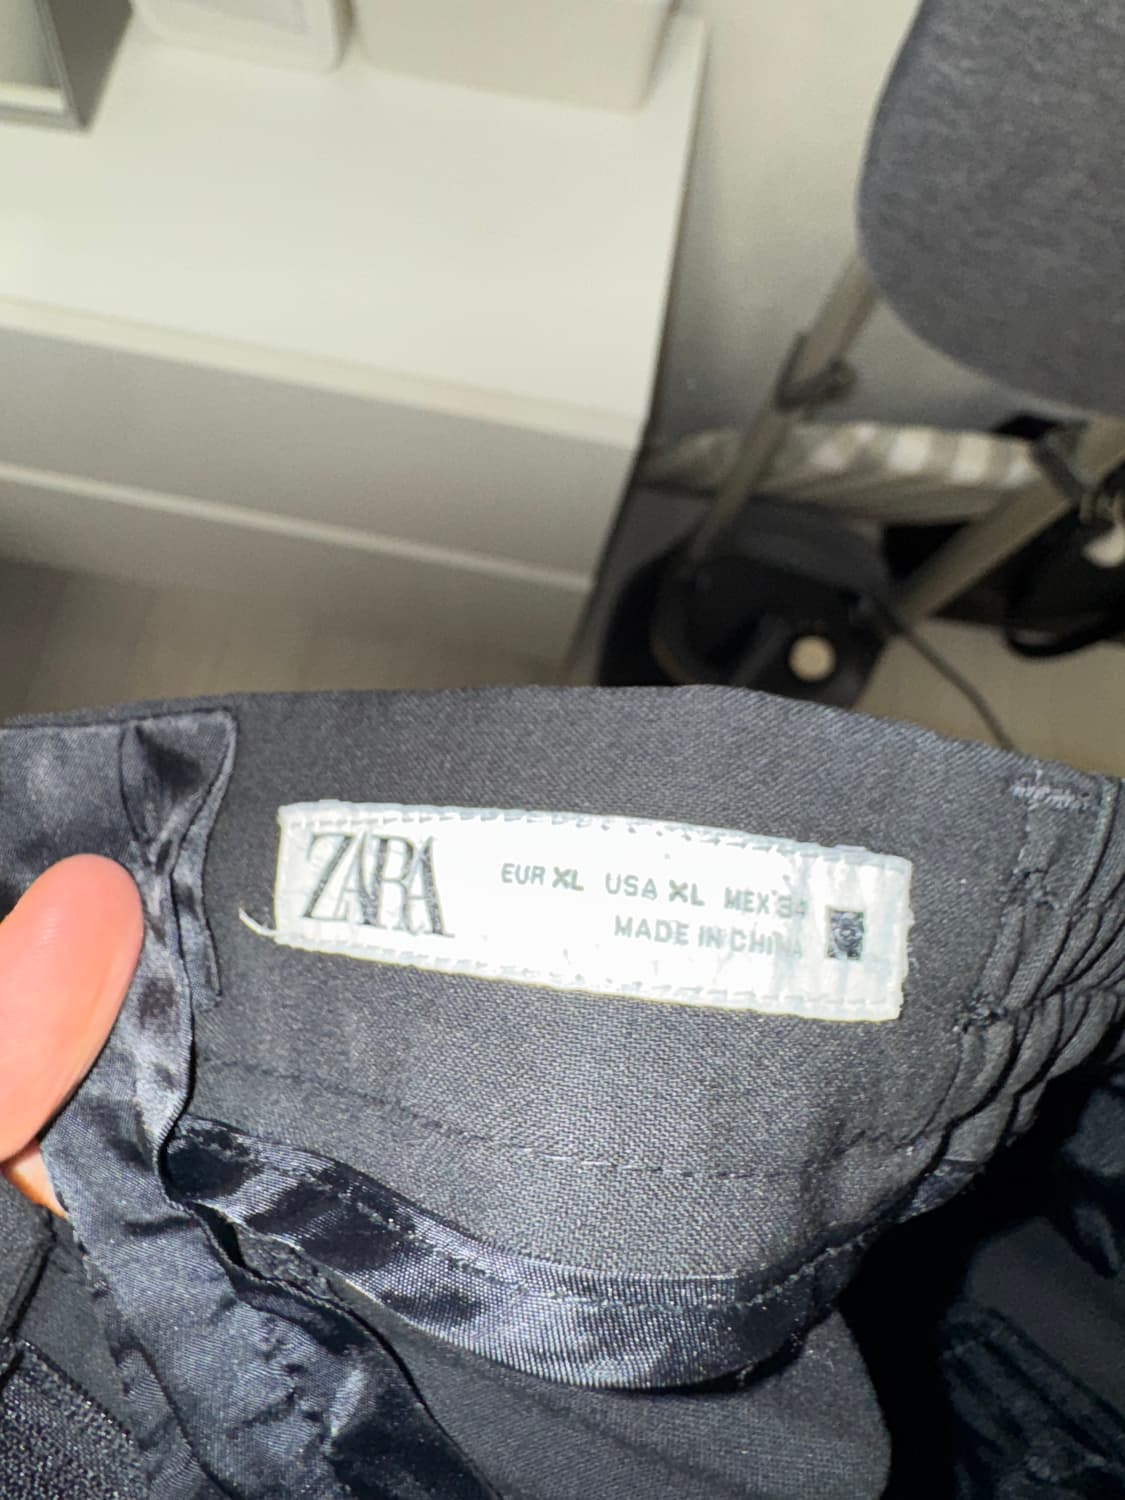 ZARA
EUR XL USA XL MEX 34
MADE IN CHINA